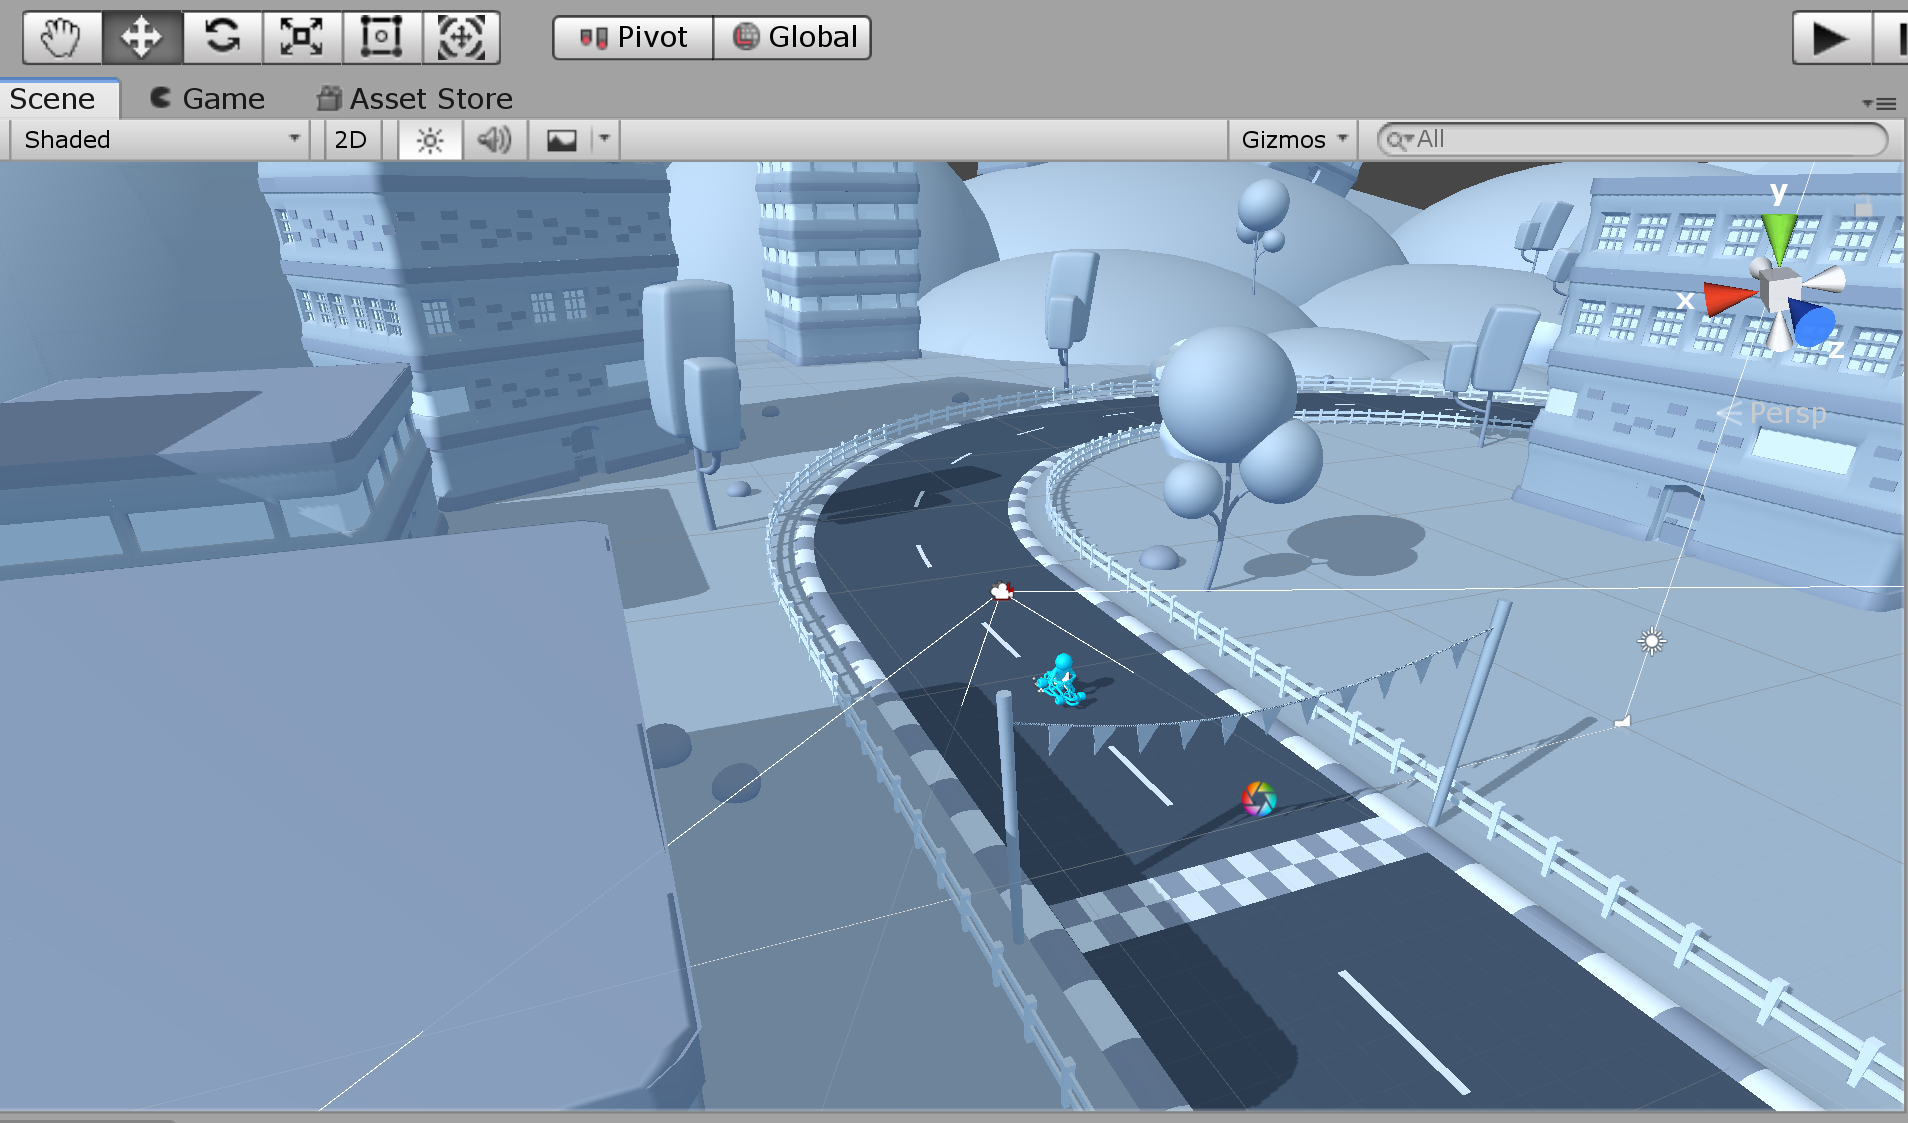 Pivot Global
Scene Game Asset Store
Shaded 2D Gizmos All
y
x
z
Persp